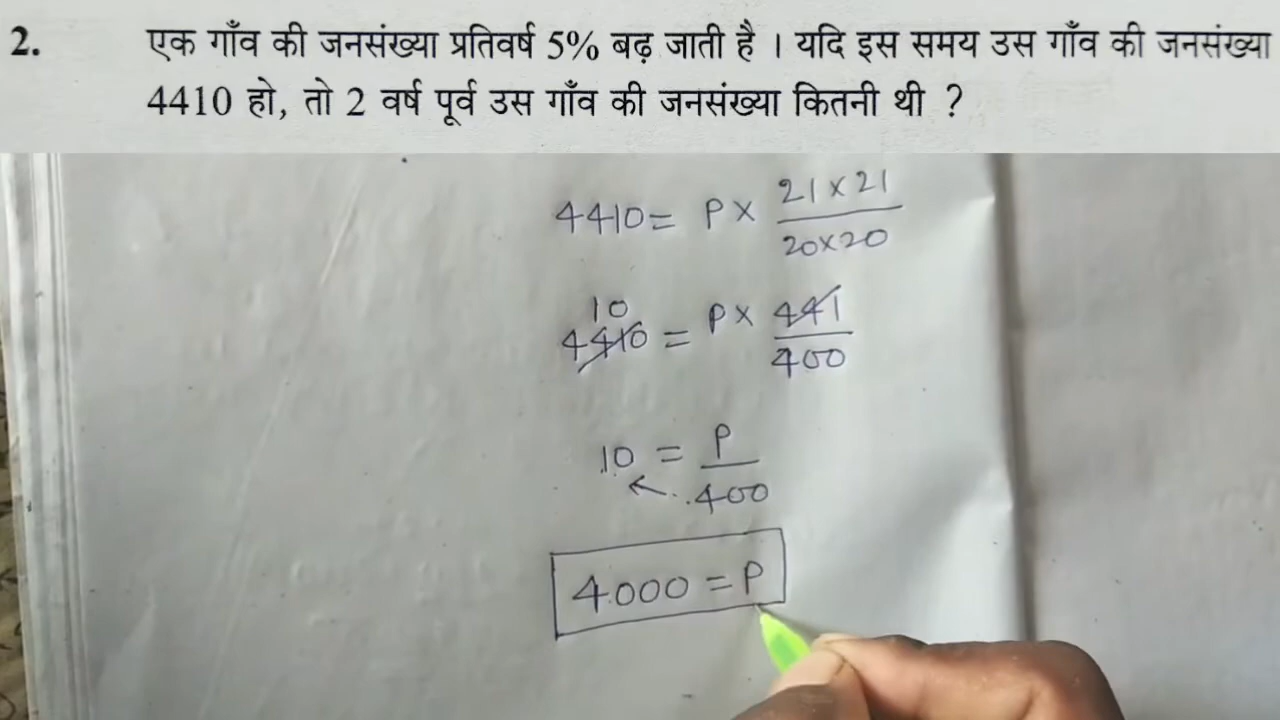 2. एक गाँव की जनसंख्या प्रतिवर्ष 5% बढ़ जाती है । यदि इस समय उस गाँव की जनसंख्या
4410 हो, तो 2 वर्ष पूर्व उस गाँव की जनसंख्या कितनी थी ?
4410 = P × 21 × 21 / 20 × 20
10
4410 = P × 441 / 400
10 = P / 400
4000 = P